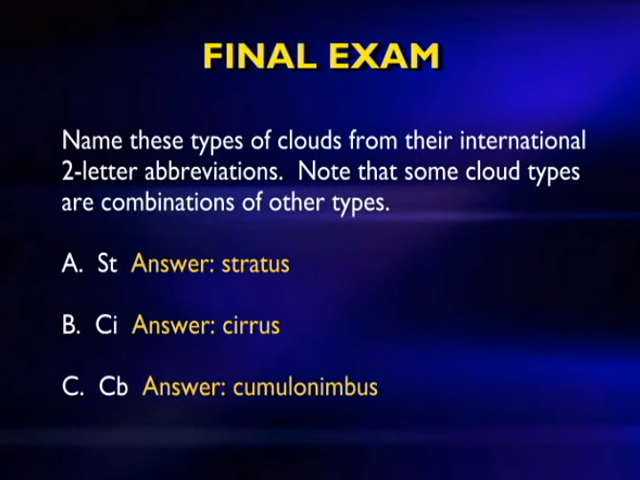 FINAL EXAM
Name these types of clouds from their international
2-letter abbreviations.  Note that some cloud types
are combinations of other types.
A.  St  Answer: stratus
B.  Ci  Answer: cirrus
C.  Cb  Answer: cumulonimbus